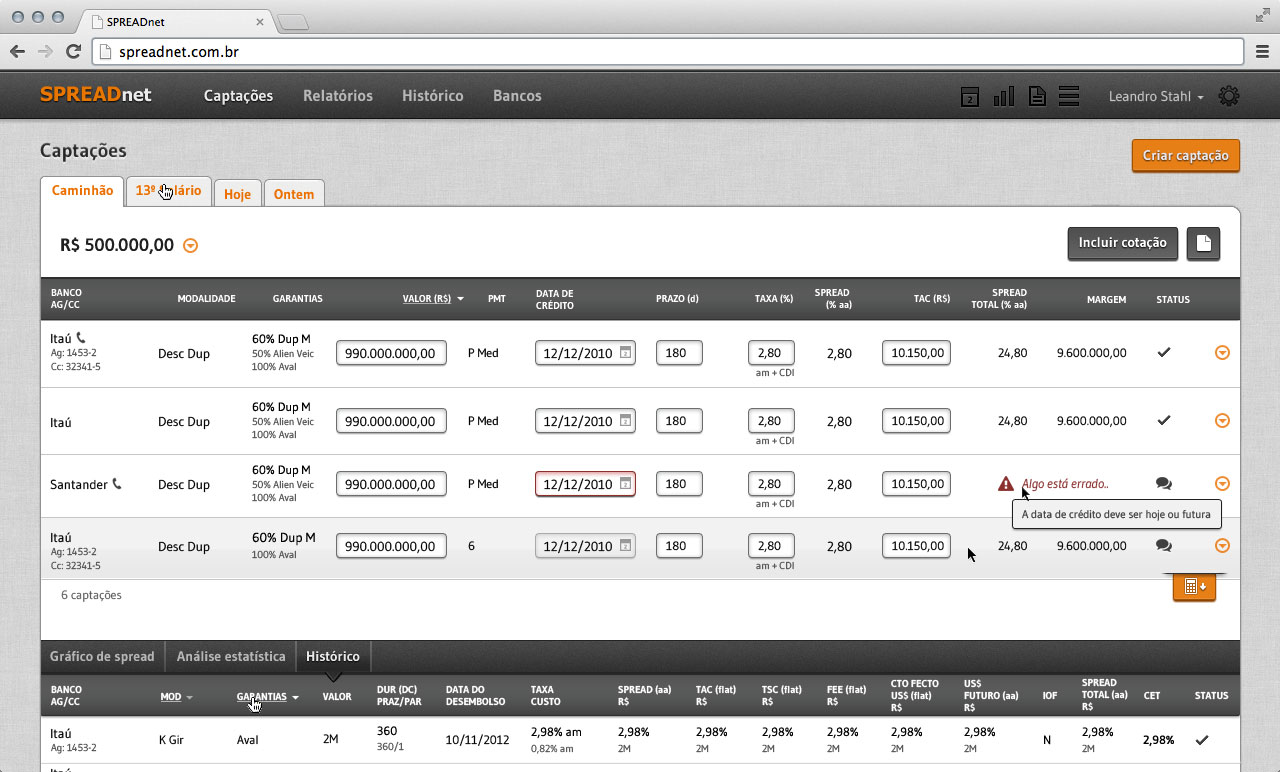 SPREADnet
spreadnet.com.br
SPREADnet Captações Relatórios Histórico Bancos 2 Leandro Stahl
Captações
Criar captação
Caminhão 13º Salário Hoje Ontem
R$ 500.000,00 Incluir cotação
BANCO AG/CC MODALIDADE GARANTIAS VALOR (R$) PMT DATA DE CRÉDITO PRAZO (d) TAXA (%) SPREAD (% aa) TAC (R$) SPREAD TOTAL (% aa) MARGEM STATUS
Itaú
Ag: 1453-2
Cc: 32341-5
Desc Dup
60% Dup M
50% Alien Veic
100% Aval
990.000.000,00 P Med 12/12/2010 180 2,80 2,80 10.150,00 24,80 9.600.000,00
am + CDI
Itaú
Desc Dup
60% Dup M
50% Alien Veic
100% Aval
990.000.000,00 P Med 12/12/2010 180 2,80 2,80 10.150,00 24,80 9.600.000,00
am + CDI
Santander
Desc Dup
60% Dup M
50% Alien Veic
100% Aval
990.000.000,00 P Med 12/12/2010 180 2,80 2,80 10.150,00 Algo está errado..
am + CDI
A data de crédito deve ser hoje ou futura
Itaú
Ag: 1453-2
Cc: 32341-5
Desc Dup
60% Dup M
100% Aval
990.000.000,00 6 12/12/2010 180 2,80 2,80 10.150,00 24,80 9.600.000,00
am + CDI
6 captações
Gráfico de spread Análise estatística Histórico
BANCO AG/CC MOD GARANTIAS VALOR DUR (DC) PRAZ/PAR DATA DO DESEMBOLSO TAXA CUSTO SPREAD (aa) R$ TAC (flat) R$ TSC (flat) R$ FEE (flat) R$ CTO FECTO US$ (flat) R$ US$ FUTURO (aa) R$ IOF SPREAD TOTAL (aa) R$ CET STATUS
Itaú
Ag: 1453-2
K Gir Aval 2M
360
360/1
10/11/2012
2,98% am
0,82% am
2,98% 2,98% 2,98% 2,98% 2,98% 2,98% N 2,98% 2,98%
2M 2M 2M 2M 2M 2M 2M